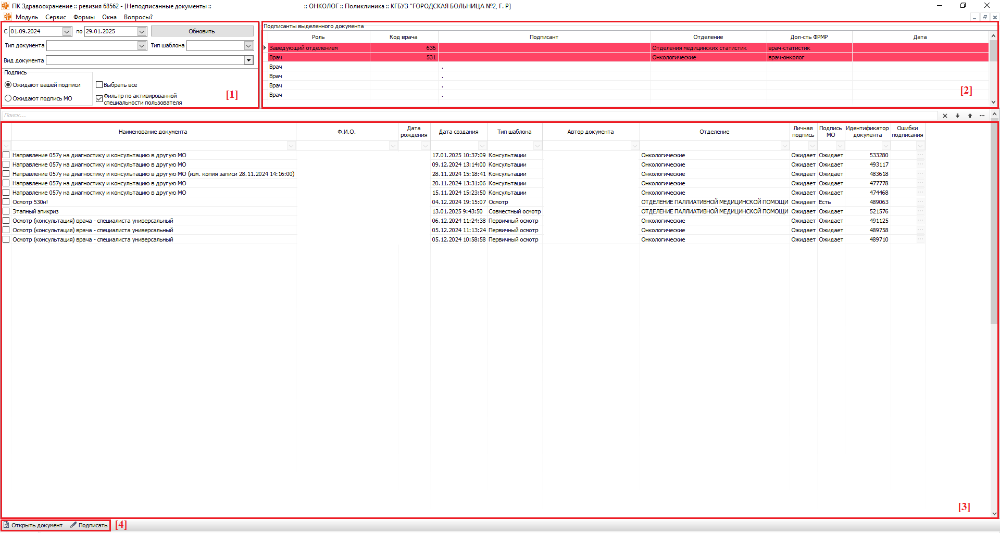 ПК Здравоохранение :: ревизия 68562 - [Неподписанные документы :: :: ОНКОЛОГ :: Поликлиника :: КГБУЗ "ГОРОДСКАЯ БОЛЬНИЦА №2, Г. Р]
Модуль Сервис Формы Окна Вопросы?
С 01.09.2024 по 29.01.2025 Обновить
Тип документа Тип шаблона
Вид документа
Подпись
Ожидают вашей подписи Выбрать все
Ожидают подпись МО Фильтр по активированной
специальности пользователя
[1]
Подписанты выделенного документа
Роль Код врача Подписант Отделение Дол-сть ФРМР Дата
Заведующий отделением 636 Отделения медицинских статистик врач-статистик
Врач 531 Онкологические врач-онколог
Врач .
Врач .
Врач .
Врач .
[2]
Поиск...
Наименование документа Ф.И.О. Дата рождения Дата создания Тип шаблона Автор документа Отделение Личная подпись Подпись МО Идентификатор документа Ошибки подписания
Направление 057у на диагностику и консультацию в другую МО 17.01.2025 10:37:09 Консультации Онкологические Ожидает Ожидает 533280
Направление 057у на диагностику и консультацию в другую МО 09.12.2024 13:14:00 Консультации Онкологические Ожидает Ожидает 493117
Направление 057у на диагностику и консультацию в другую МО (изм. копия записи 28.11.2024 14:16:00) 28.11.2024 15:18:41 Консультации Онкологические Ожидает Ожидает 483618
Направление 057у на диагностику и консультацию в другую МО 20.11.2024 13:31:06 Консультации Онкологические Ожидает Ожидает 477778
Направление 057у на диагностику и консультацию в другую МО 15.11.2024 15:23:50 Консультации Онкологические Ожидает Ожидает 474468
Осмотр 530н! 04.12.2024 19:15:07 Осмотр ОТДЕЛЕНИЕ ПАЛЛИАТИВНОЙ МЕДИЦИНСКОЙ ПОМОЩИ Ожидает Есть 489063
Этапный эпикриз 13.01.2025 9:43:50 Совместный осмотр ОТДЕЛЕНИЕ ПАЛЛИАТИВНОЙ МЕДИЦИНСКОЙ ПОМОЩИ Ожидает Ожидает 521576
Осмотр (консультация) врача - специалиста универсальный 06.12.2024 11:24:38 Первичный осмотр Онкологические Ожидает Ожидает 491125
Осмотр (консультация) врача - специалиста универсальный 05.12.2024 11:13:24 Первичный осмотр Онкологические Ожидает Ожидает 489758
Осмотр (консультация) врача - специалиста универсальный 05.12.2024 10:58:58 Первичный осмотр Онкологические Ожидает Ожидает 489710
[3]
Открыть документ Подписать [4]